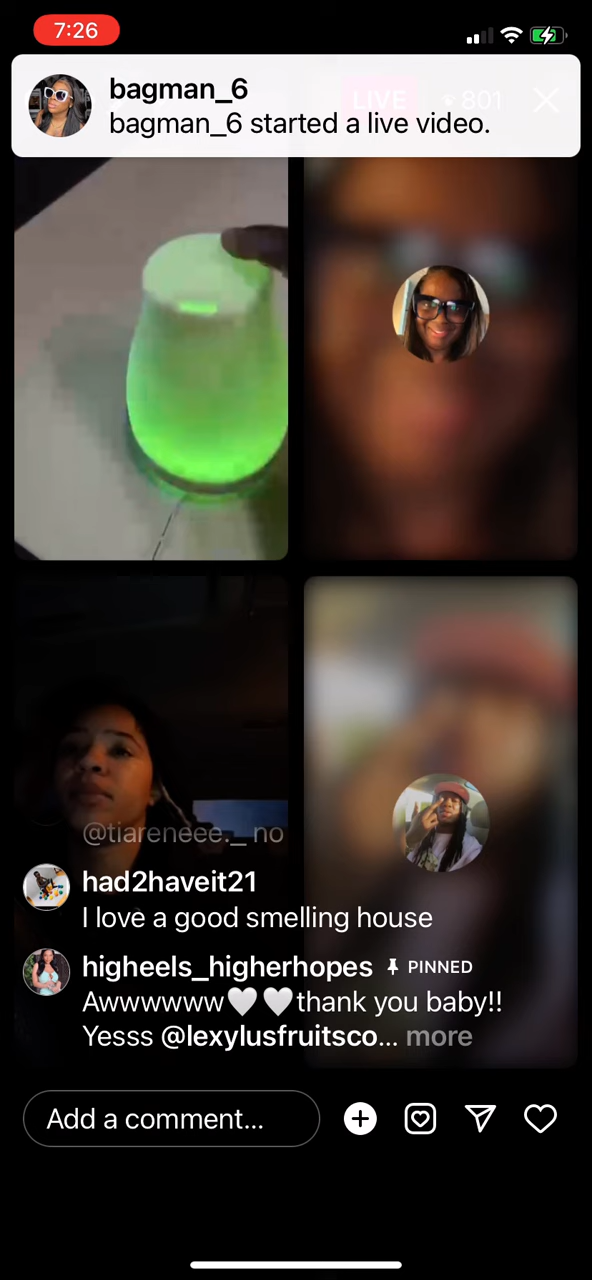 7:26
bagman_6
LIVE 801
bagman_6 started a live video.
@tiareneee._ no
had2haveit21
I love a good smelling house
higheels_higherhopes PINNED
Awwwwww🤍🤍thank you baby!!
Yesss @lexylusfruitsco... more
Add a comment...